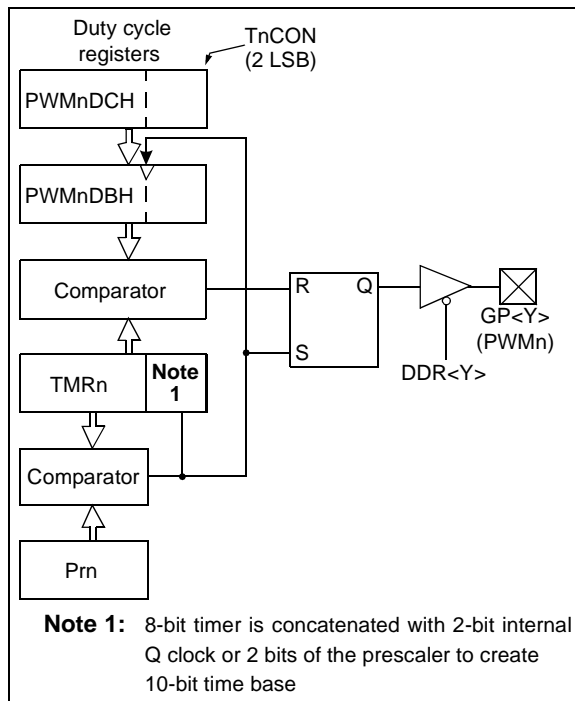 Duty cycle
registers
TnCON
(2 LSB)
PWMnDCH
PWMnDBH
Comparator
R
Q
S
GP<Y>
(PWMn)
DDR<Y>
TMRn
Note
1
Comparator
Prn
Note 1: 8-bit timer is concatenated with 2-bit internal
Q clock or 2 bits of the prescaler to create
10-bit time base